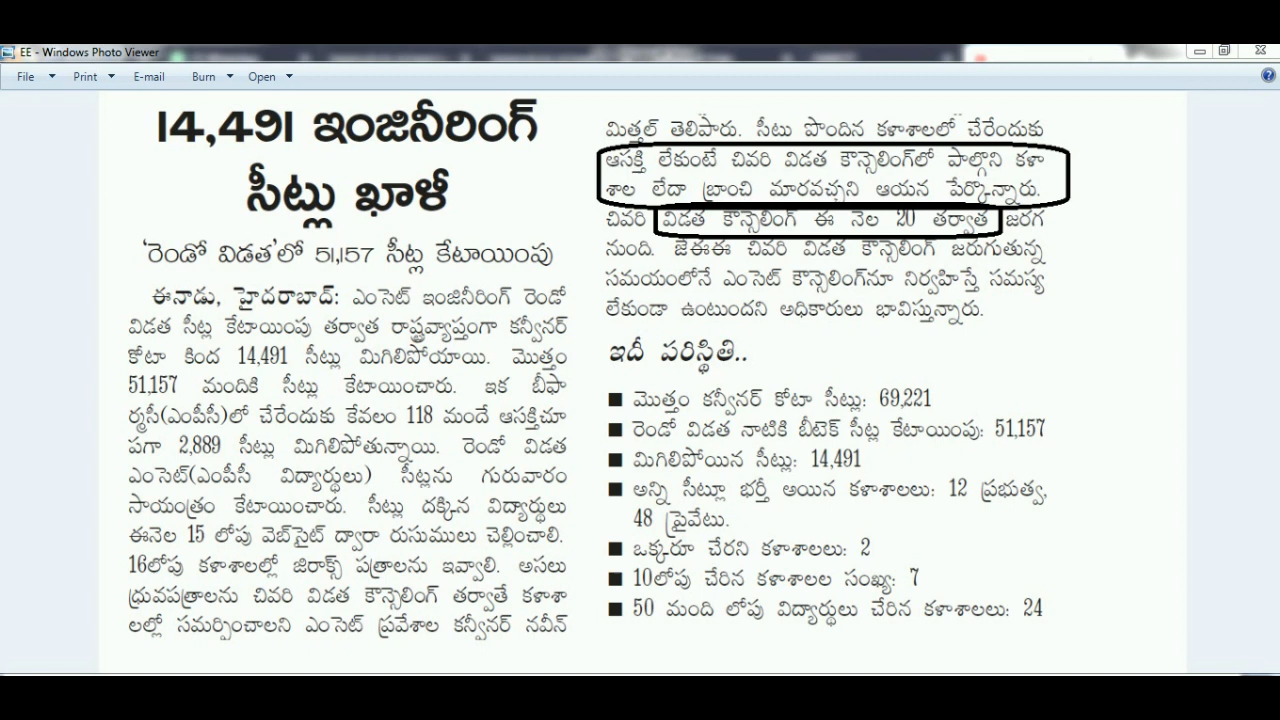 EE - Windows Photo Viewer
File Print E-mail Burn Open
14,491 ఇంజినీరింగ్
సీట్లు ఖాళీ
'రెండో విడత'లో 51,157 సీట్ల కేటాయింపు
ఈనాడు, హైదరాబాద్: ఎంసెట్ ఇంజినీరింగ్ రెండో
విడత సీట్ల కేటాయింపు తర్వాత రాష్ట్రవ్యాప్తంగా కన్వీనర్
కోటా కింద 14,491 సీట్లు మిగిలిపోయాయి. మొత్తం
51,157 మందికి సీట్లు కేటాయించారు. ఇక బీఫా
ర్మసీ(ఎంపీసీ)లో చేరేందుకు కేవలం 118 మందే ఆసక్తిచూ
పగా 2,889 సీట్లు మిగిలిపోతున్నాయి. రెండో విడత
ఎంసెట్(ఎంపీసీ విద్యార్థులు) సీట్లను గురువారం
సాయంత్రం కేటాయించారు. సీట్లు దక్కిన విద్యార్థులు
ఈనెల 15 లోపు వెబ్‌సైట్ ద్వారా రుసుములు చెల్లించాలి.
16లోపు కళాశాలల్లో జిరాక్స్ పత్రాలను ఇవ్వాలి. అసలు
ధ్రువపత్రాలను చివరి విడత కౌన్సెలింగ్ తర్వాతే కళాశా
లల్లో సమర్పించాలని ఎంసెట్ ప్రవేశాల కన్వీనర్ నవీన్
మిత్తల్ తెలిపారు. సీటు పొందిన కళాశాలలో చేరేందుకు
ఆసక్తి లేకుంటే చివరి విడత కౌన్సెలింగ్‌లో పాల్గొని కళా
శాల లేదా బ్రాంచి మారవచ్చని ఆయన పేర్కొన్నారు.
చివరి విడత కౌన్సెలింగ్ ఈ నెల 20 తర్వాత జరగ
నుంది. జేఈఈ చివరి విడత కౌన్సెలింగ్ జరుగుతున్న
సమయంలోనే ఎంసెట్ కౌన్సెలింగ్‌నూ నిర్వహిస్తే సమస్య
లేకుండా ఉంటుందని అధికారులు భావిస్తున్నారు.
ఇదీ పరిస్థితి..
■ మొత్తం కన్వీనర్ కోటా సీట్లు: 69,221
■ రెండో విడత నాటికి బీటెక్ సీట్ల కేటాయింపు: 51,157
■ మిగిలిపోయిన సీట్లు: 14,491
■ అన్ని సీట్లూ భర్తీ అయిన కళాశాలలు: 12 ప్రభుత్వ,
48 ప్రైవేటు.
■ ఒక్కరూ చేరని కళాశాలలు: 2
■ 10లోపు చేరిన కళాశాలల సంఖ్య: 7
■ 50 మంది లోపు విద్యార్థులు చేరిన కళాశాలలు: 24